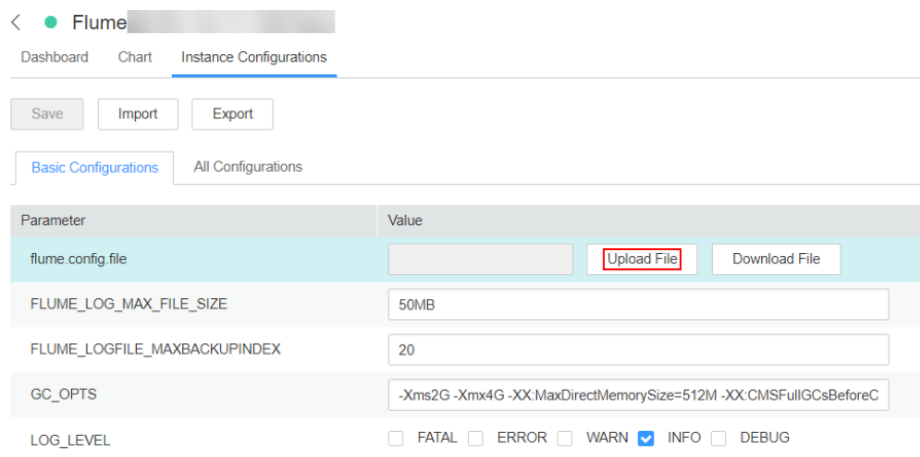 Flume
Dashboard Chart Instance Configurations
Save Import Export
Basic Configurations All Configurations
Parameter Value
flume.config.file Upload File Download File
FLUME_LOG_MAX_FILE_SIZE 50MB
FLUME_LOGFILE_MAXBACKUPINDEX 20
GC_OPTS -Xms2G -Xmx4G -XX:MaxDirectMemorySize=512M -XX:CMSFullGCsBeforeC
LOG_LEVEL FATAL ERROR WARN INFO DEBUG